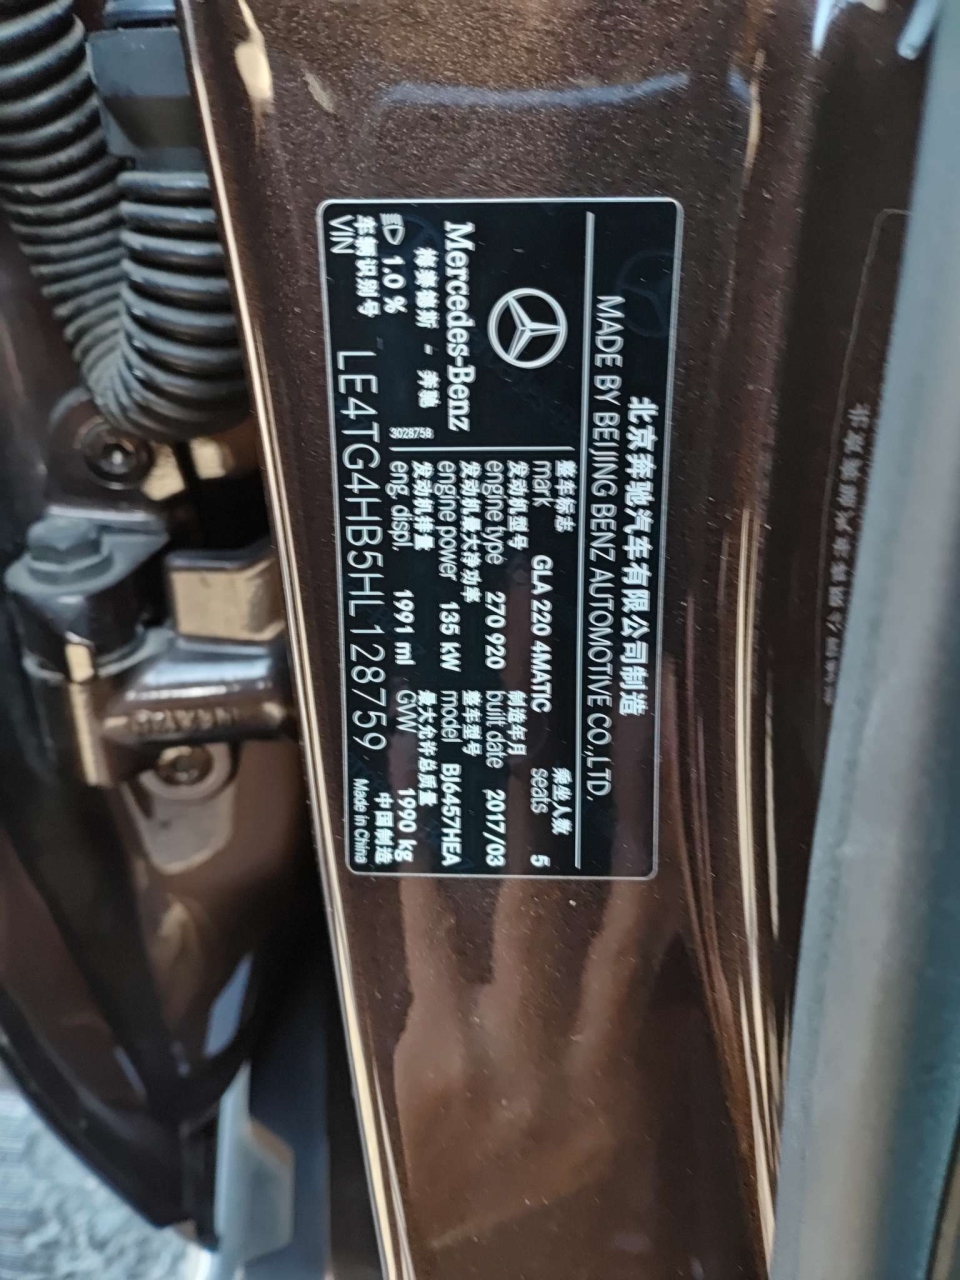 北京奔驰汽车有限公司制造
MADE BY BEIJING BENZ AUTOMOTIVE CO.,LTD.
Mercedes-Benz
梅赛德斯 - 奔驰
1.0 %
3028758
整车标志
mark GLA 220 4MATIC
乘坐人数
seats 5
发动机型号
engine type 270 920
制造年月
built date 2017/03
发动机最大净功率
engine power 135 kW
整车型号
model BJ6457HEA
发动机排量
eng. displ. 1991 ml
最大允许总质量
GVW 1990 kg
车辆识别号
VIN LE4TG4HB5HL128759
中国制造
Made in China